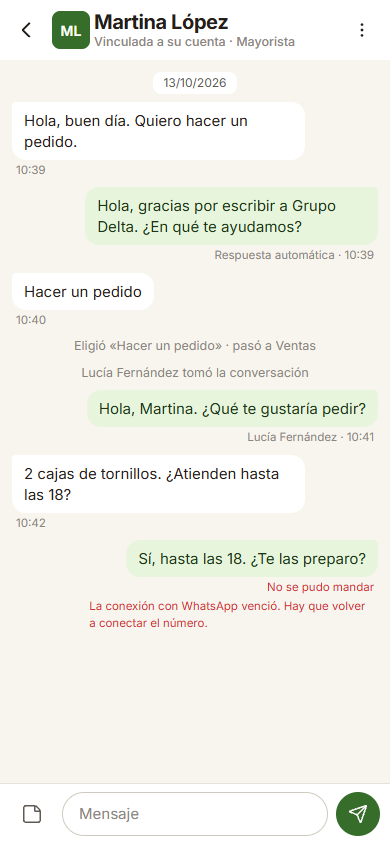 ML
Martina López
Vinculada a su cuenta · Mayorista
13/10/2026
Hola, buen día. Quiero hacer un
pedido.
10:39
Hola, gracias por escribir a Grupo
Delta. ¿En qué te ayudamos?
Respuesta automática · 10:39
Hacer un pedido
10:40
Eligió «Hacer un pedido» · pasó a Ventas
Lucía Fernández tomó la conversación
Hola, Martina. ¿Qué te gustaría pedir?
Lucía Fernández · 10:41
2 cajas de tornillos. ¿Atienden hasta
las 18?
10:42
Sí, hasta las 18. ¿Te las preparo?
No se pudo mandar
La conexión con WhatsApp venció. Hay que volver
a conectar el número.
Mensaje